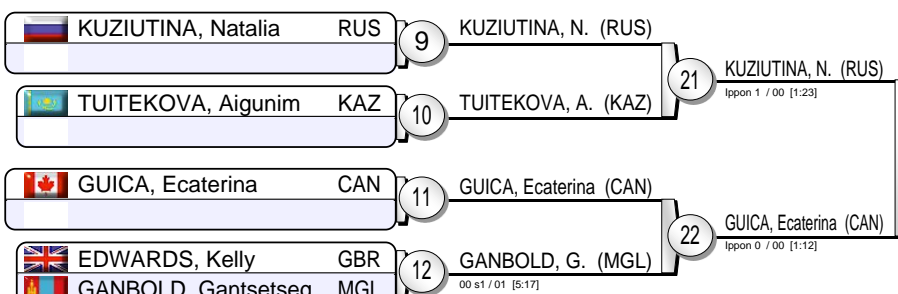 KUZIUTINA, Natalia RUS
9
KUZIUTINA, N. (RUS)
21
KUZIUTINA, N. (RUS)
Ippon 1 / 00 [1:23]
TUITEKOVA, Aigunim KAZ
10
TUITEKOVA, A. (KAZ)
GUICA, Ecaterina CAN
11
GUICA, Ecaterina (CAN)
22
GUICA, Ecaterina (CAN)
Ippon 0 / 00 [1:12]
EDWARDS, Kelly GBR
12
GANBOLD, G. (MGL)
00 s1 / 01 [5:17]
GANBOLD, Gantsetseg MGL